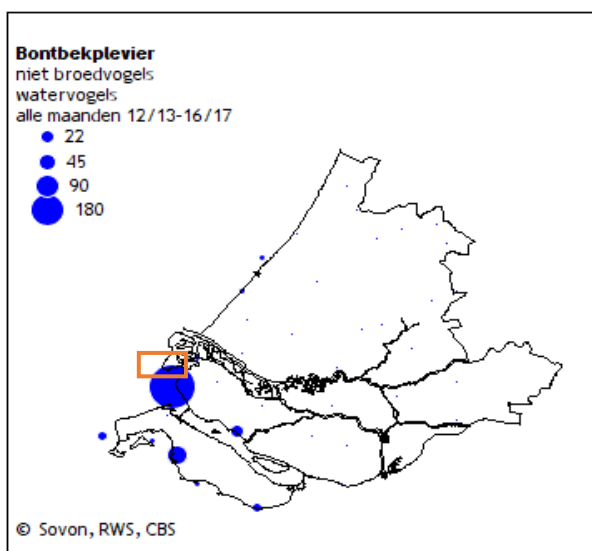 Bontbekplevier
niet broedvogels
watervogels
alle maanden 12/13-16/17
22
45
90
180
© Sovon, RWS, CBS